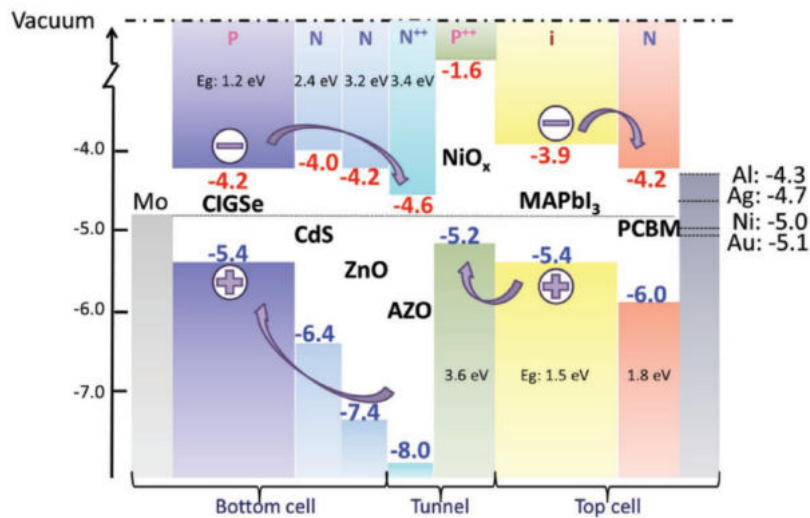 Vacuum
P N N N++ P++ i N
Eg: 1.2 eV 2.4 eV 3.2 eV 3.4 eV
-1.6
-4.0
-4.2 -4.0 -4.2 -4.6 NiOx -3.9 -4.2
Al: -4.3
Ag: -4.7
Ni: -5.0
Au: -5.1
Mo CIGSe MAPbI3 PCBM
-5.0
CdS
ZnO
AZO
-5.4 -5.2 -5.4
-6.0
-6.4 -6.0
-7.0
-7.4
-8.0
3.6 eV Eg: 1.5 eV 1.8 eV
Bottom cell Tunnel Top cell